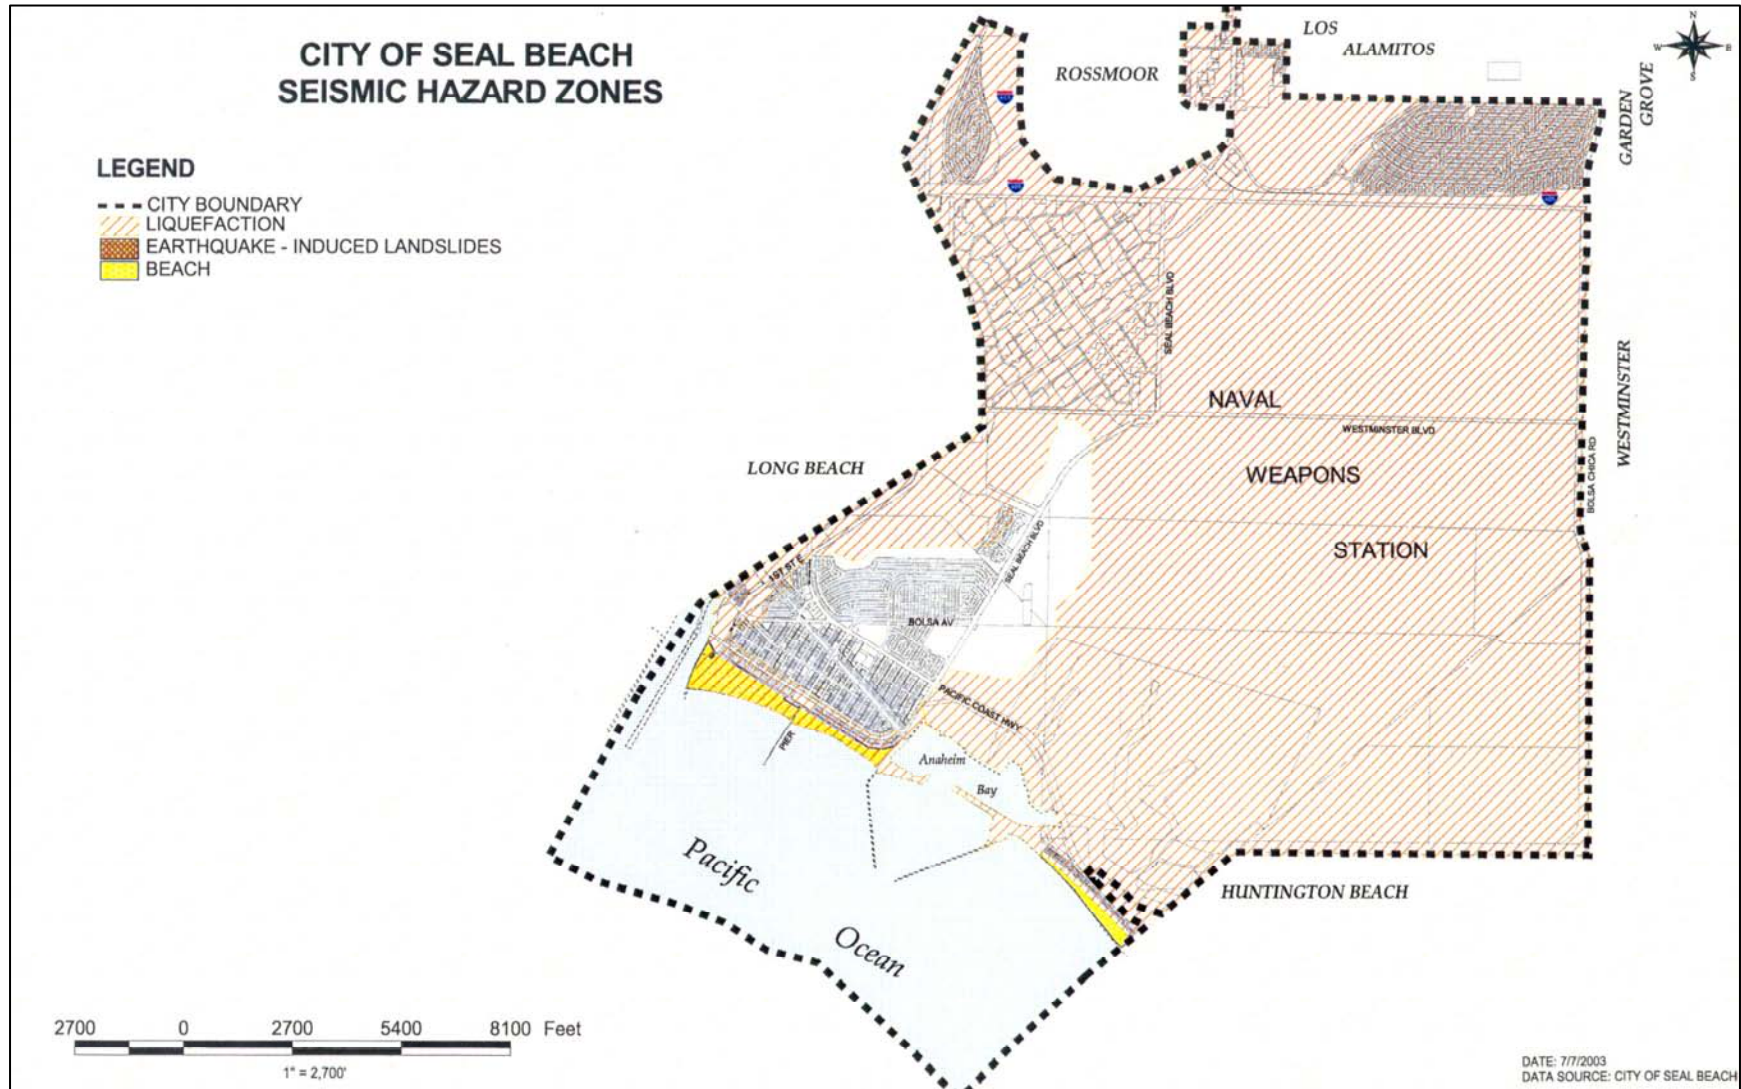 CITY OF SEAL BEACH
SEISMIC HAZARD ZONES
LEGEND
CITY BOUNDARY
LIQUEFACTION
EARTHQUAKE - INDUCED LANDSLIDES
BEACH
N
W
E
S
LOS
ALAMITOS
ROSSMOOR
GARDEN
GROVE
SEAL BEACH BLVD
NAVAL
WESTMINSTER BLVD
WESTMINSTER
BOLSA CHICA RD
LONG BEACH
WEAPONS
STATION
SEAL BEACH BLVD
1ST ST E
BOLSA AV
PACIFIC COAST HWY
PIER
Anaheim
Bay
Pacific
Ocean
HUNTINGTON BEACH
2700 0 2700 5400 8100 Feet
1" = 2,700'
DATE: 7/7/2003
DATA SOURCE: CITY OF SEAL BEACH